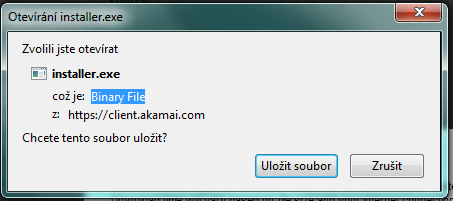 Otevírání installer.exe
Zvolili jste otevírat
installer.exe
což je: Binary File
z: https://client.akamai.com
Chcete tento soubor uložit?
Uložit soubor Zrušit